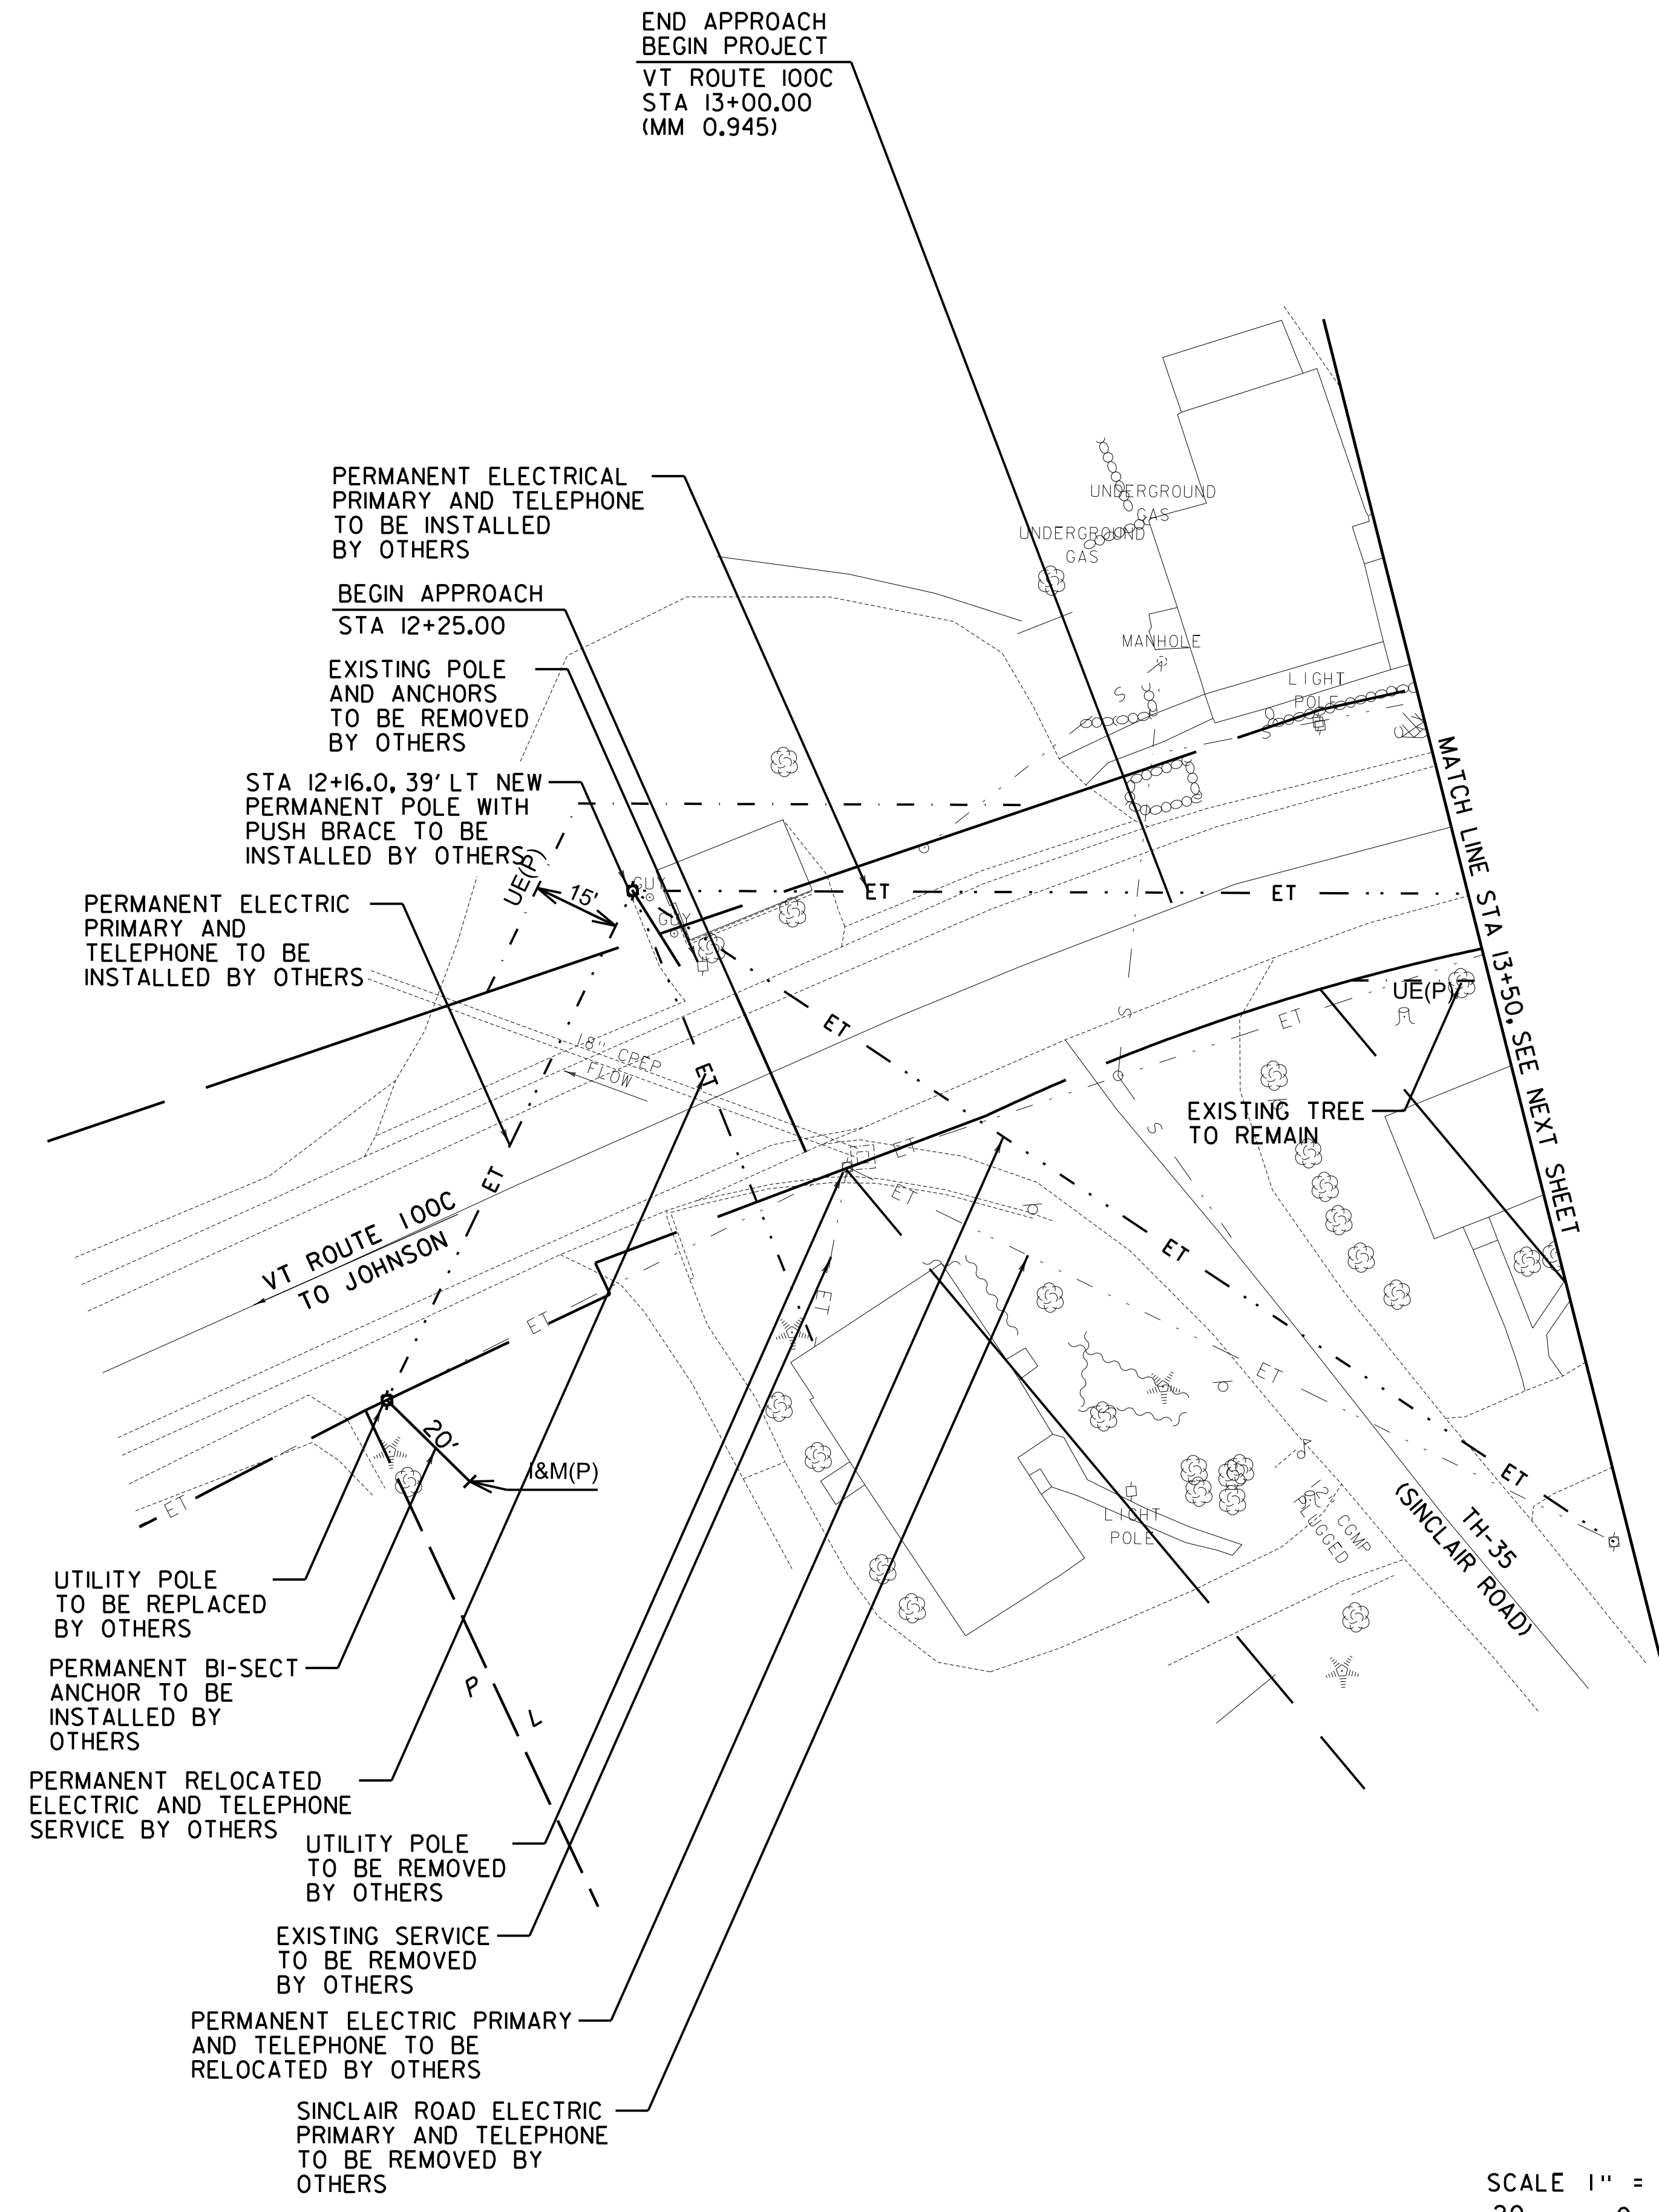 END APPROACH
BEGIN PROJECT
VT ROUTE 100C
STA 13+00.00
(MM 0.945)
PERMANENT ELECTRICAL
PRIMARY AND TELEPHONE
TO BE INSTALLED
BY OTHERS
BEGIN APPROACH
STA 12+25.00
EXISTING POLE
AND ANCHORS
TO BE REMOVED
BY OTHERS
STA 12+16.0, 39' LT NEW
PERMANENT POLE WITH
PUSH BRACE TO BE
INSTALLED BY OTHERS
PERMANENT ELECTRIC
PRIMARY AND
TELEPHONE TO BE
INSTALLED BY OTHERS
UNDERGROUND
GAS
UNDERGROUND
GAS
MANHOLE
S
LIGHT
POLE
S
UE(P)
15'
GUY
GUY
ET
ET
MATCH LINE STA 13+50, SEE NEXT SHEET
ET
S
ET
UE(P)
18" CPEP
FLOW
ET
EXISTING TREE
TO REMAIN
S
ET
ET
ET
VT ROUTE 100C
TO JOHNSON
ET
ET
ET
ET
20'
I&M(P)
ET
ET
LIGHT
POLE
12" CGMP
PLUGGED
TH-35
(SINCLAIR ROAD)
P
L
UTILITY POLE
TO BE REPLACED
BY OTHERS
PERMANENT BI-SECT
ANCHOR TO BE
INSTALLED BY
OTHERS
PERMANENT RELOCATED
ELECTRIC AND TELEPHONE
SERVICE BY OTHERS
UTILITY POLE
TO BE REMOVED
BY OTHERS
EXISTING SERVICE
TO BE REMOVED
BY OTHERS
PERMANENT ELECTRIC PRIMARY
AND TELEPHONE TO BE
RELOCATED BY OTHERS
SINCLAIR ROAD ELECTRIC
PRIMARY AND TELEPHONE
TO BE REMOVED BY
OTHERS
SCALE 1" =